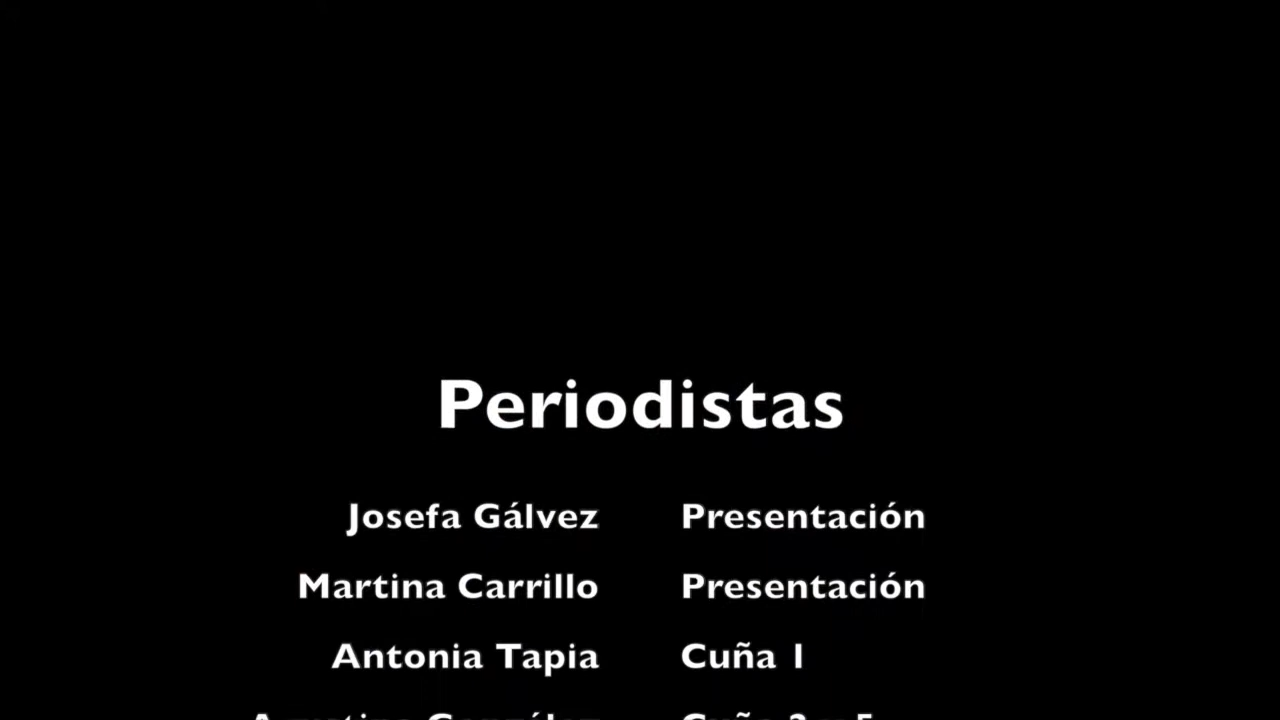 Periodistas
Josefa Gálvez Presentación
Martina Carrillo Presentación
Antonia Tapia Cuña 1